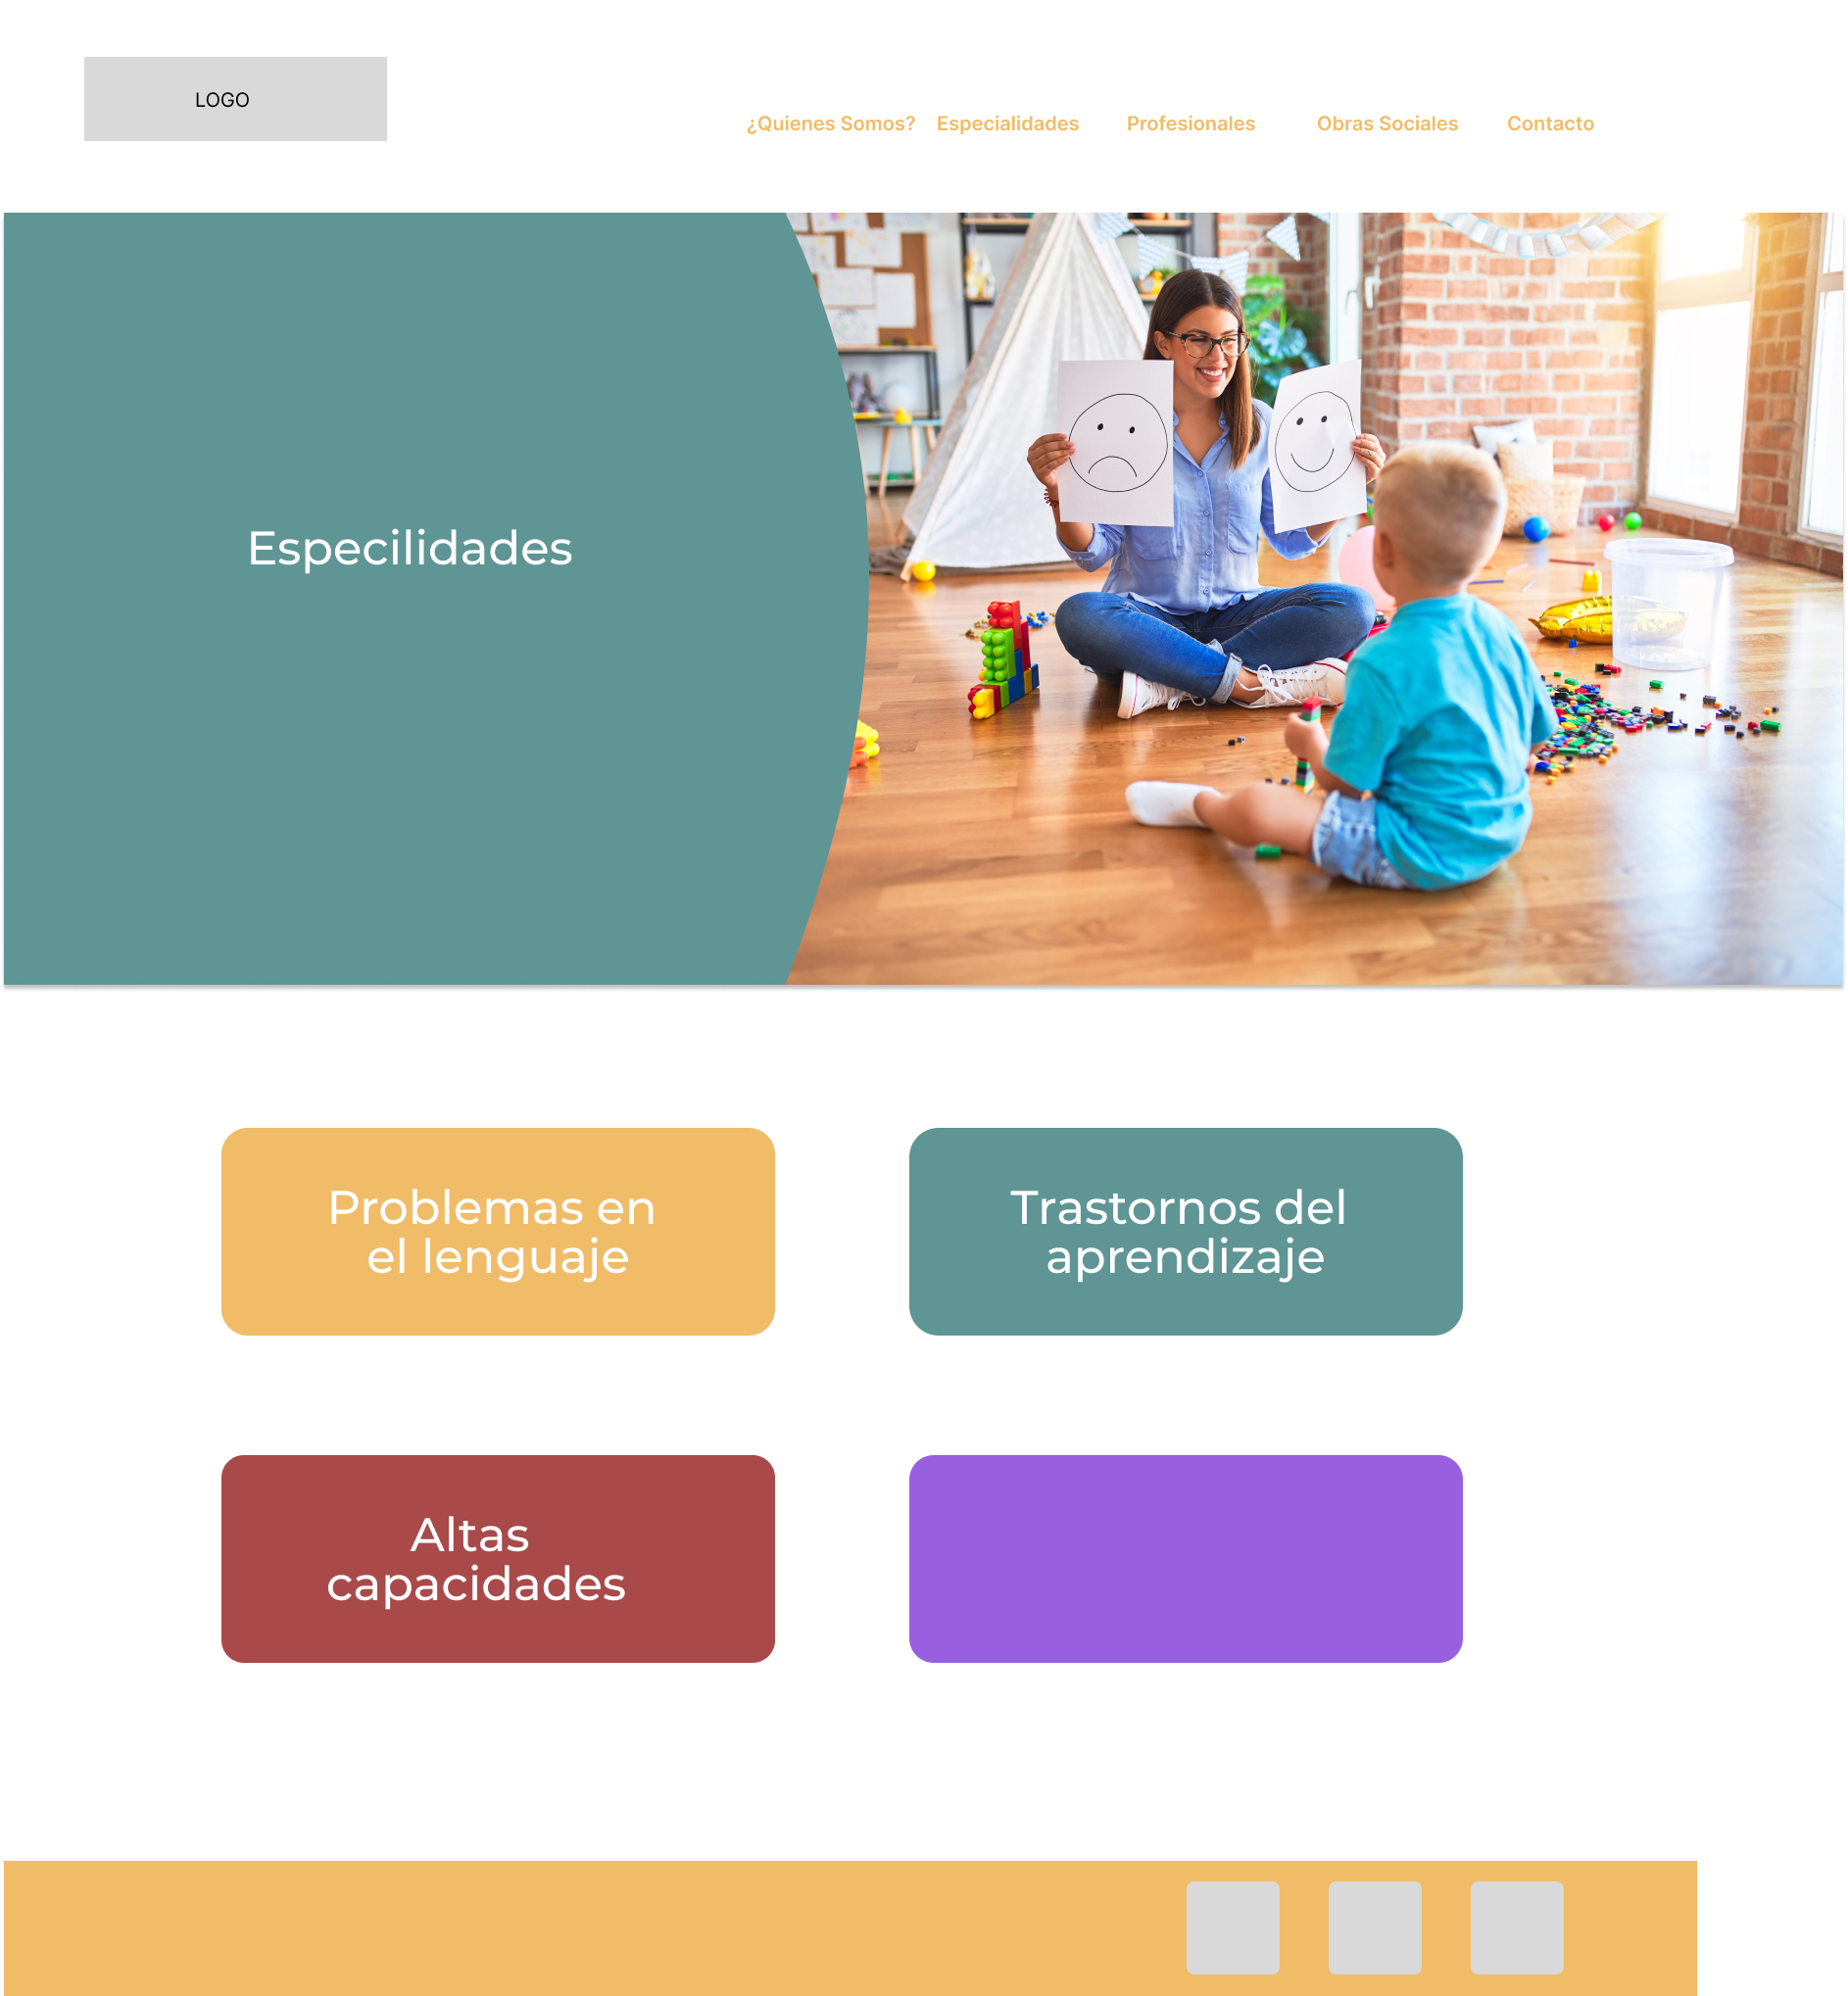 LOGO
¿Quienes Somos? Especialidades Profesionales Obras Sociales Contacto
Especilidades
Problemas en
el lenguaje
Trastornos del
aprendizaje
Altas
capacidades